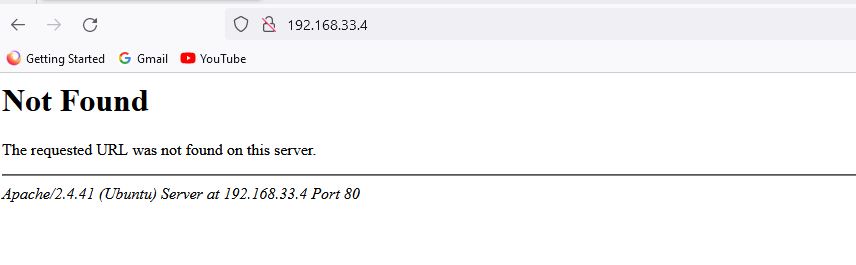 192.168.33.4
Getting Started Gmail YouTube
Not Found
The requested URL was not found on this server.
Apache/2.4.41 (Ubuntu) Server at 192.168.33.4 Port 80